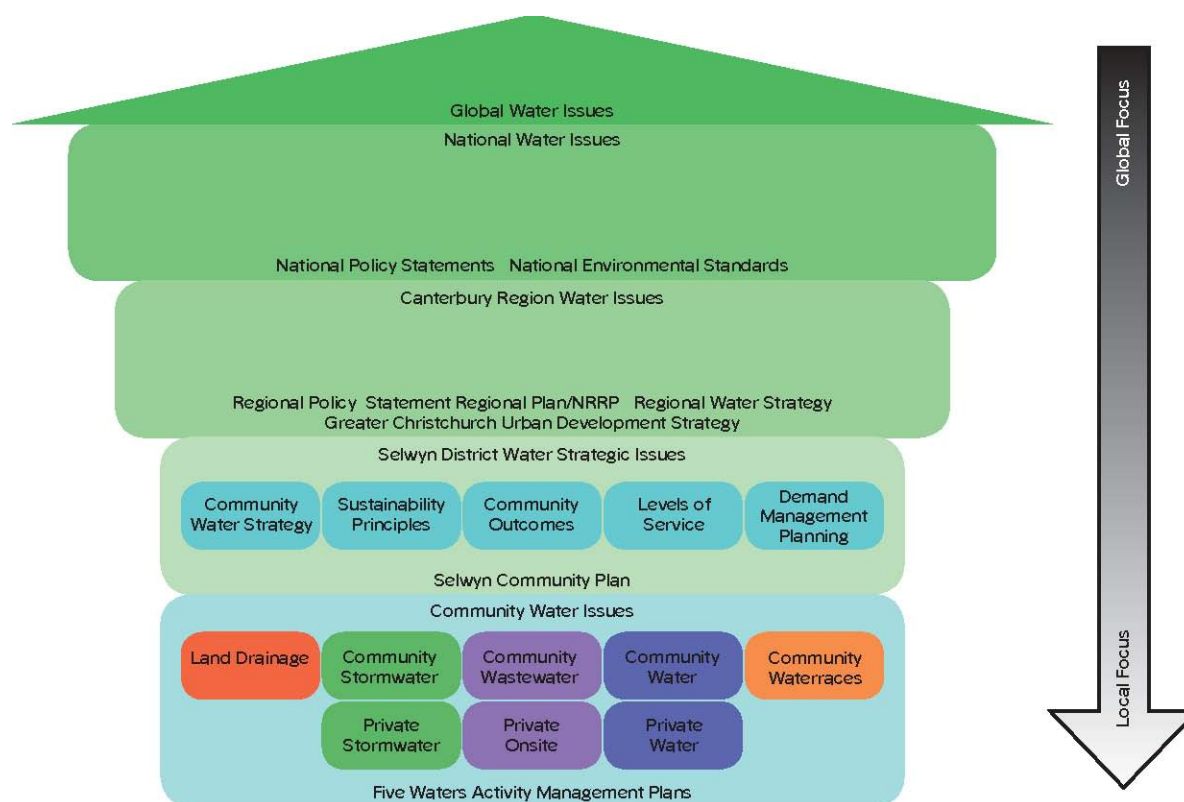 Global Water Issues
National Water Issues
National Policy Statements National Environmental Standards
Canterbury Region Water Issues
Regional Policy Statement Regional Plan/NRRP Regional Water Strategy
Greater Christchurch Urban Development Strategy
Selwyn District Water Strategic Issues
Community
Water Strategy
Sustainability
Principles
Community
Outcomes
Levels of
Service
Demand
Management
Planning
Selwyn Community Plan
Community Water Issues
Land Drainage
Community
Stormwater
Community
Wastewater
Community
Water
Community
Waterraces
Private
Stormwater
Private
Onsite
Private
Water
Five Waters Activity Management Plans
Global Focus
Local Focus